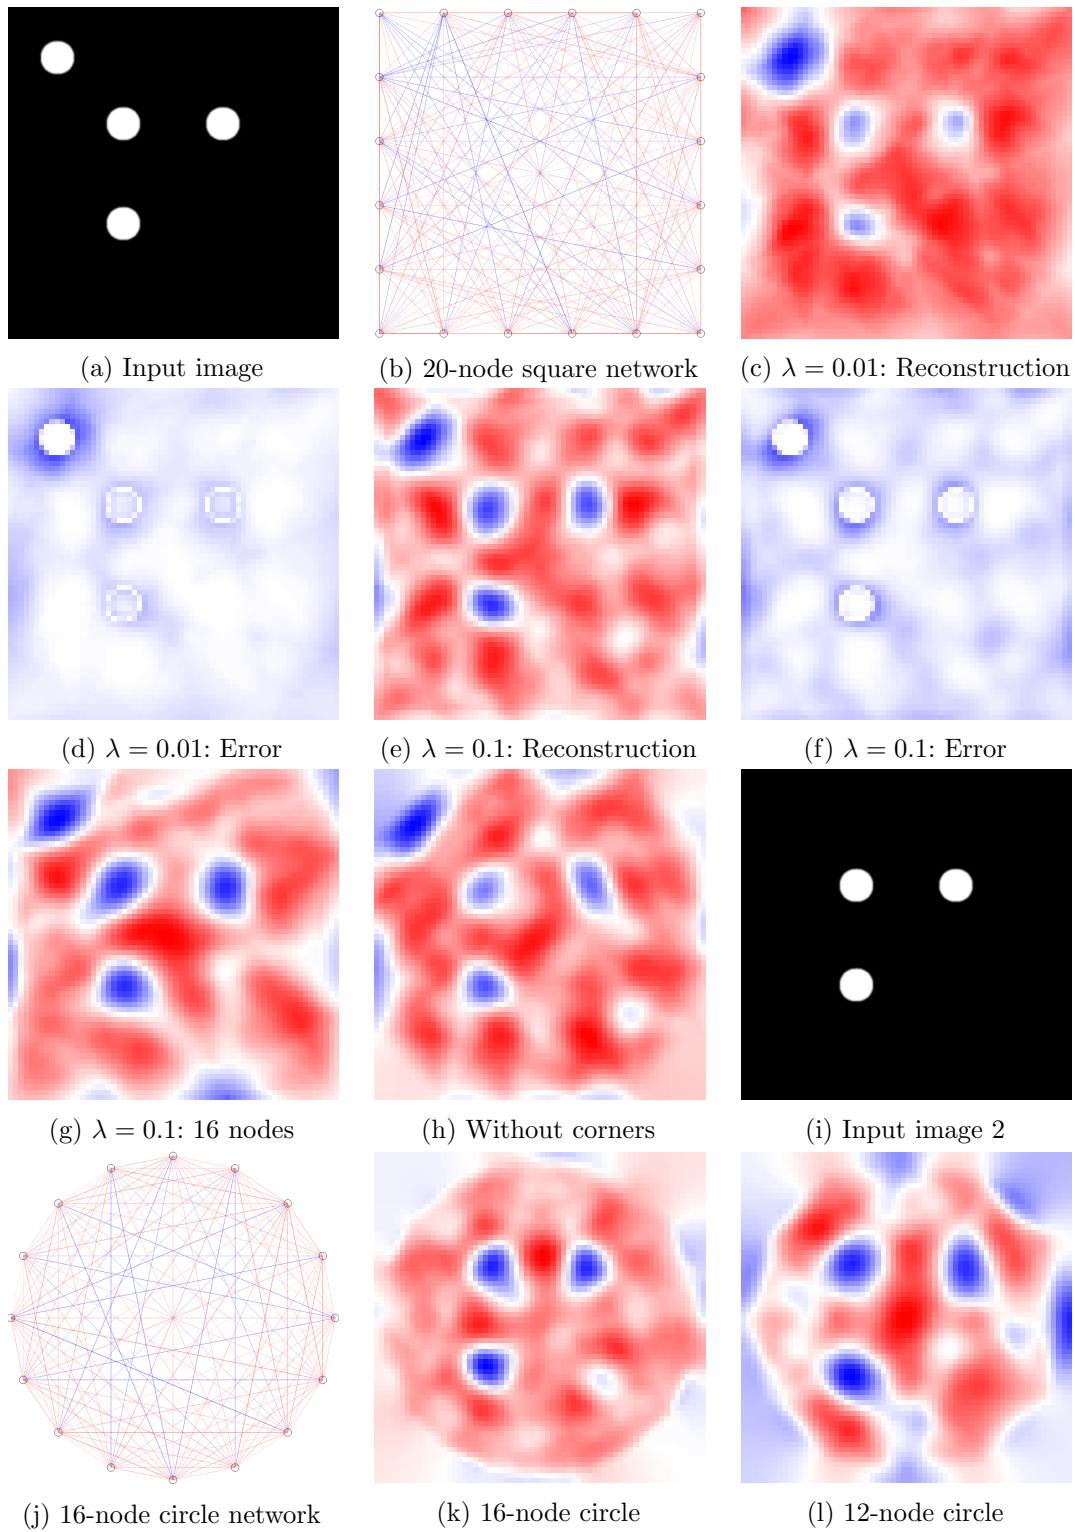 (a) Input image
(b) 20-node square network
(c) λ = 0.01: Reconstruction
(d) λ = 0.01: Error
(e) λ = 0.1: Reconstruction
(f) λ = 0.1: Error
(g) λ = 0.1: 16 nodes
(h) Without corners
(i) Input image 2
(j) 16-node circle network
(k) 16-node circle
(l) 12-node circle